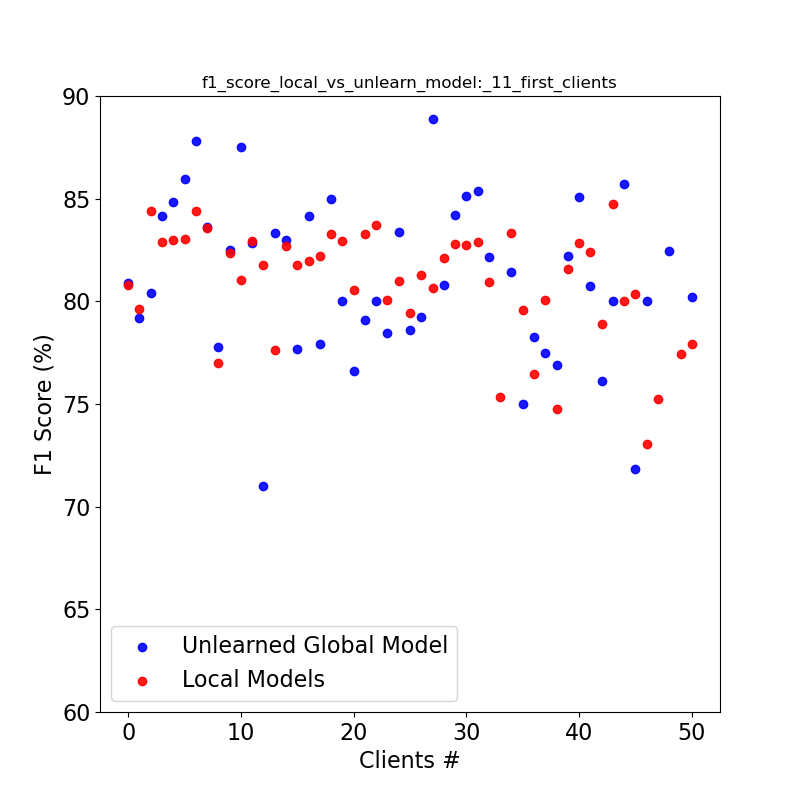 f1_score_local_vs_unlearn_model:_11_first_clients
90
85
80
75
70
65
60
F1 Score (%)
Unlearned Global Model
Local Models
0 10 20 30 40 50
Clients #